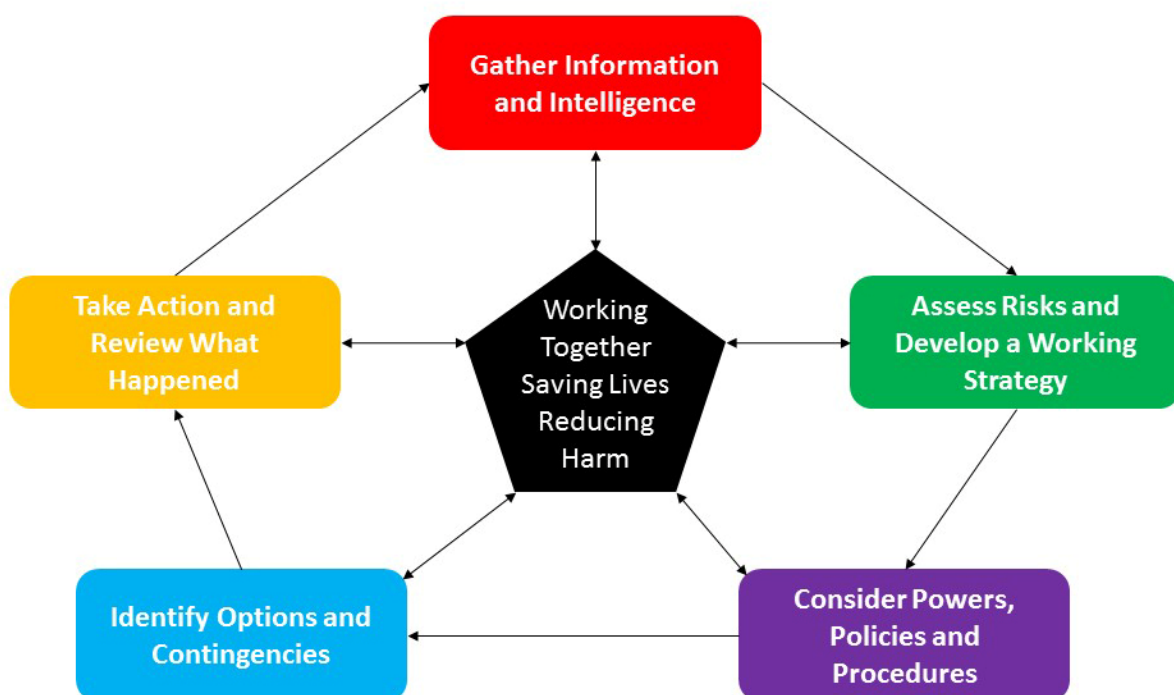 Gather Information
and Intelligence
Assess Risks and
Develop a Working
Strategy
Consider Powers,
Policies and
Procedures
Identify Options and
Contingencies
Take Action and
Review What
Happened
Working
Together
Saving Lives
Reducing
Harm